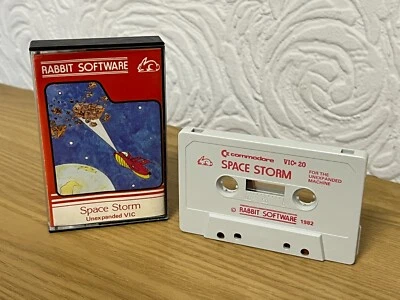 RABBIT SOFTWARE
Space Storm
Unexpanded VIC
commodore VIC-20
SPACE STORM
FOR THE
UNEXPANDED
MACHINE
© RABBIT SOFTWARE 1982